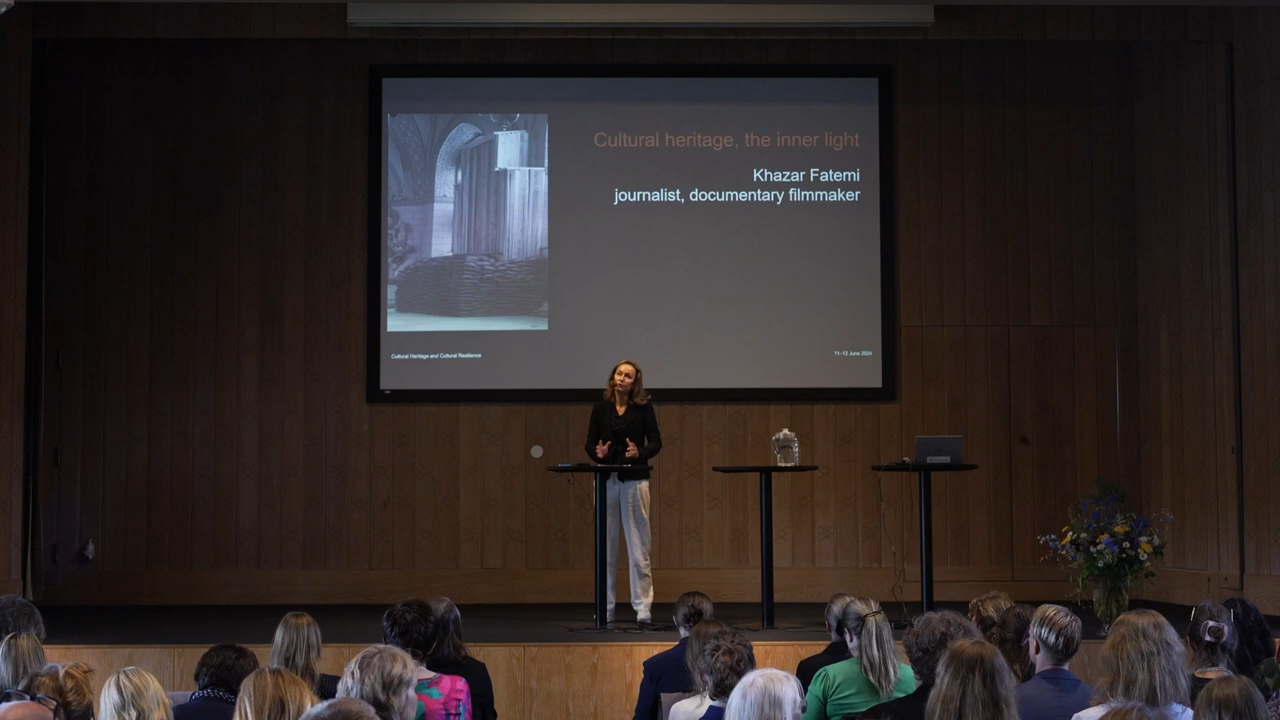 Cultural heritage, the inner light
Khazar Fatemi
journalist, documentary filmmaker
Cultural Heritage and Cultural Resilience
11–12 June 2024